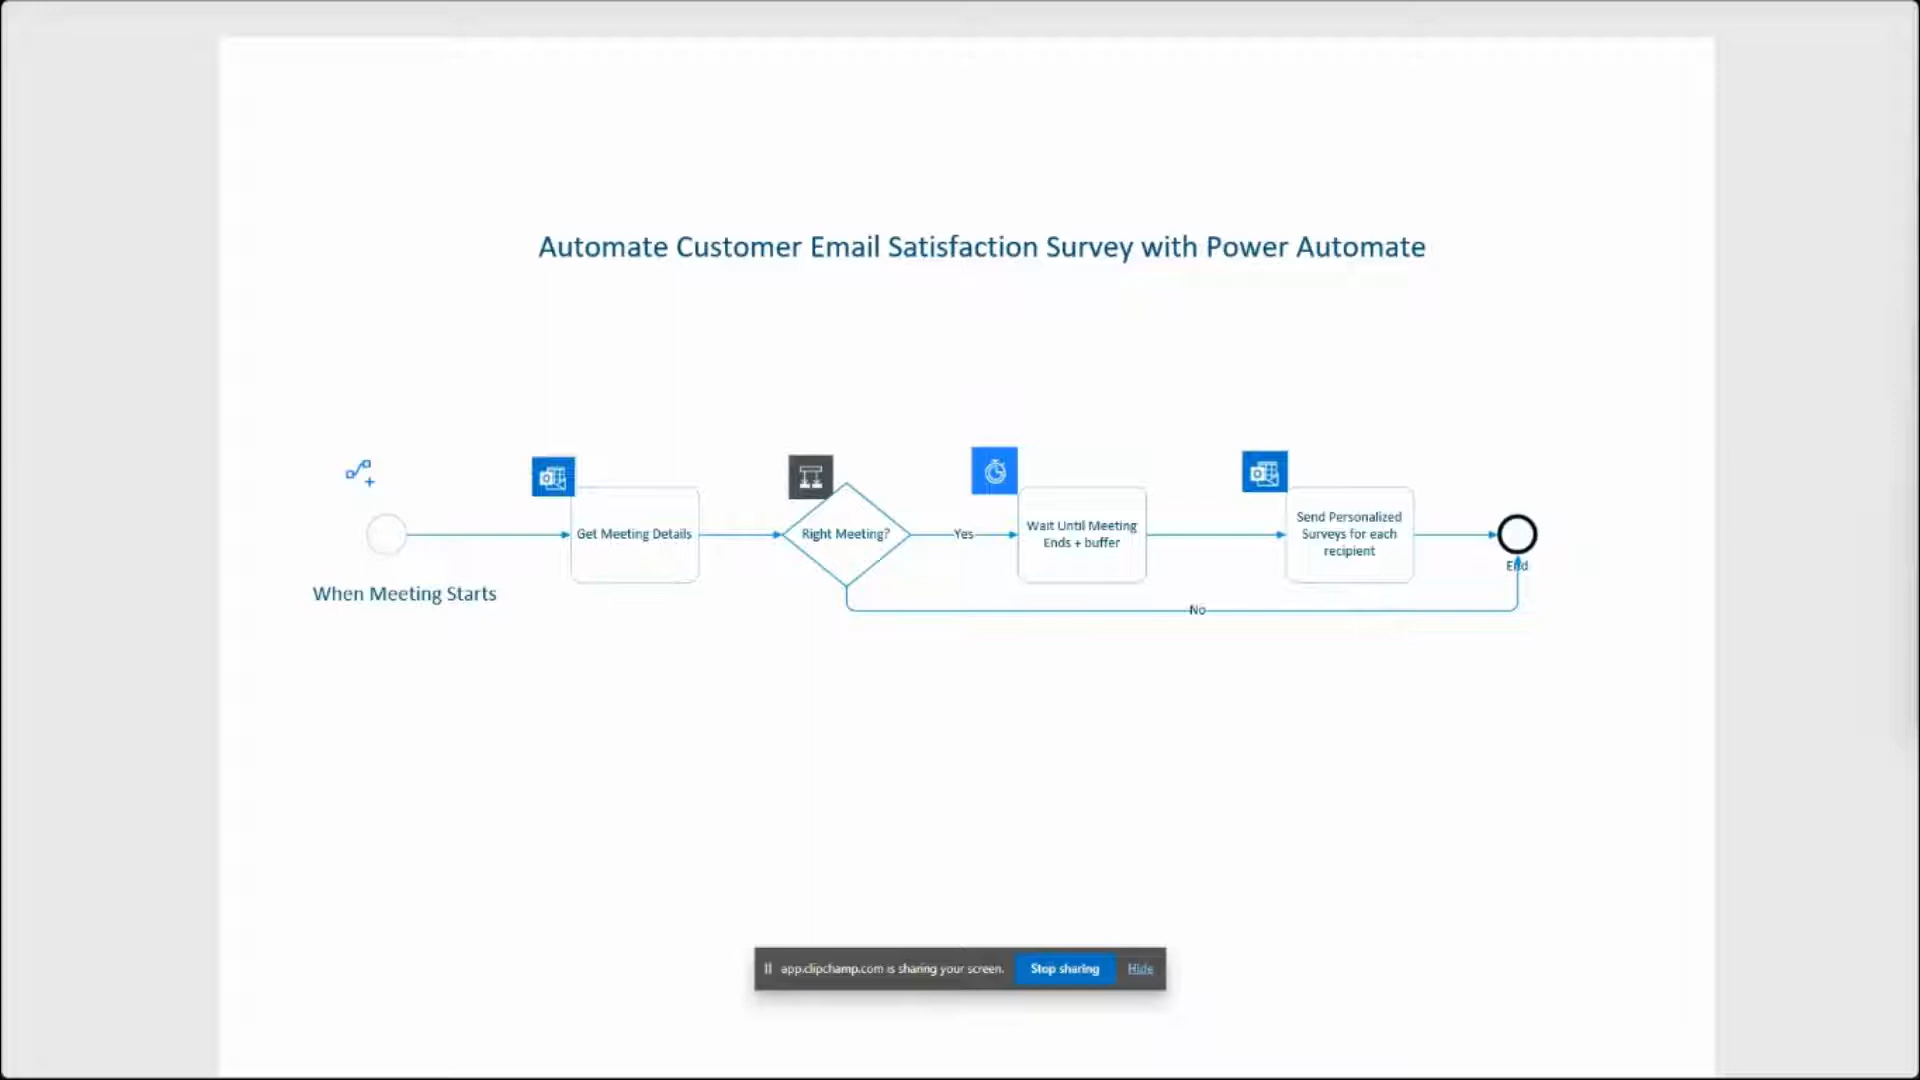 Automate Customer Email Satisfaction Survey with Power Automate
When Meeting Starts
Get Meeting Details
Right Meeting?
Yes
Wait Until Meeting
Ends + buffer
Send Personalized
Surveys for each
recipient
End
No
app.clipchamp.com is sharing your screen.
Stop sharing
Hide